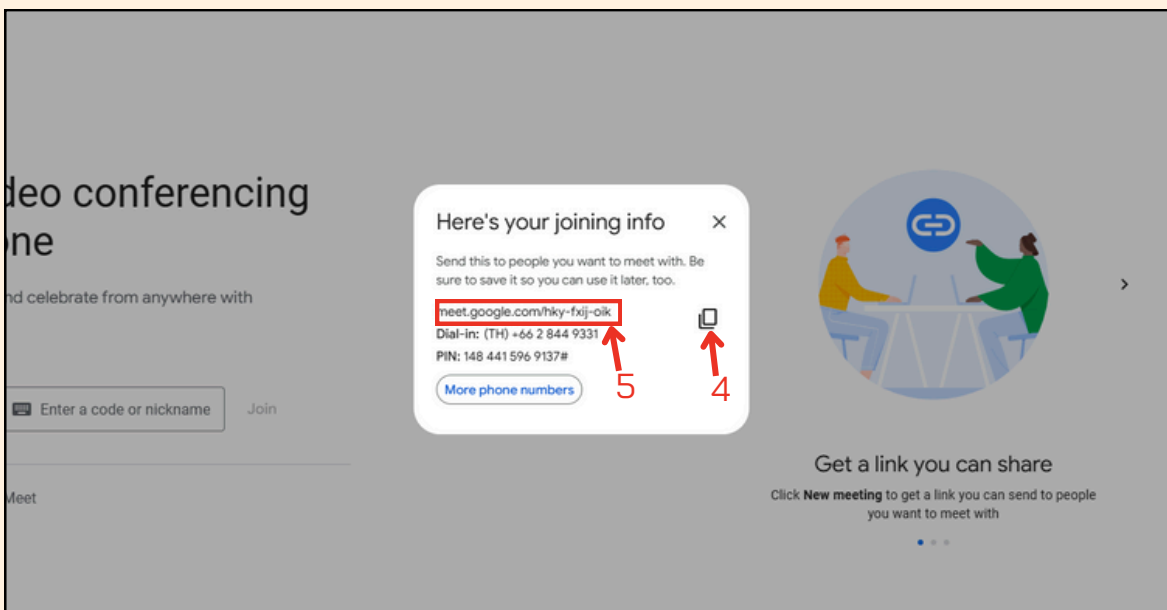 deo conferencing
one
nd celebrate from anywhere with
Enter a code or nickname Join
Meet
Here's your joining info
Send this to people you want to meet with. Be
sure to save it so you can use it later, too.
meet.google.com/hky-fxij-oik
Dial-in: (TH) +66 2 844 9331
PIN: 148 441 596 9137#
More phone numbers
5
4
Get a link you can share
Click New meeting to get a link you can send to people
you want to meet with